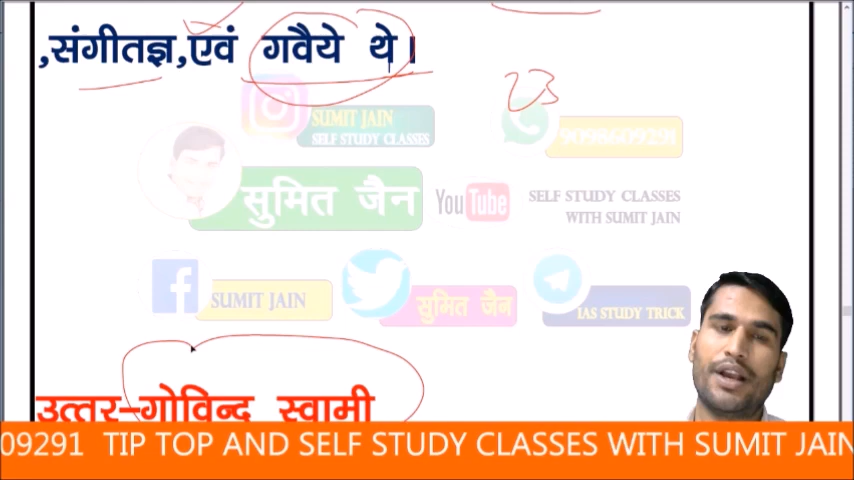 ,संगीतज्ञ,एवं गवैये थे।
23
SUMIT JAIN
SELF STUDY CLASSES
9098609291
सुमित जैन
YouTube
SELF STUDY CLASSES
WITH SUMIT JAIN
SUMIT JAIN
सुमित जैन
IAS STUDY TRICK
उत्तर-गोविन्द स्वामी
09291 TIP TOP AND SELF STUDY CLASSES WITH SUMIT JAIN